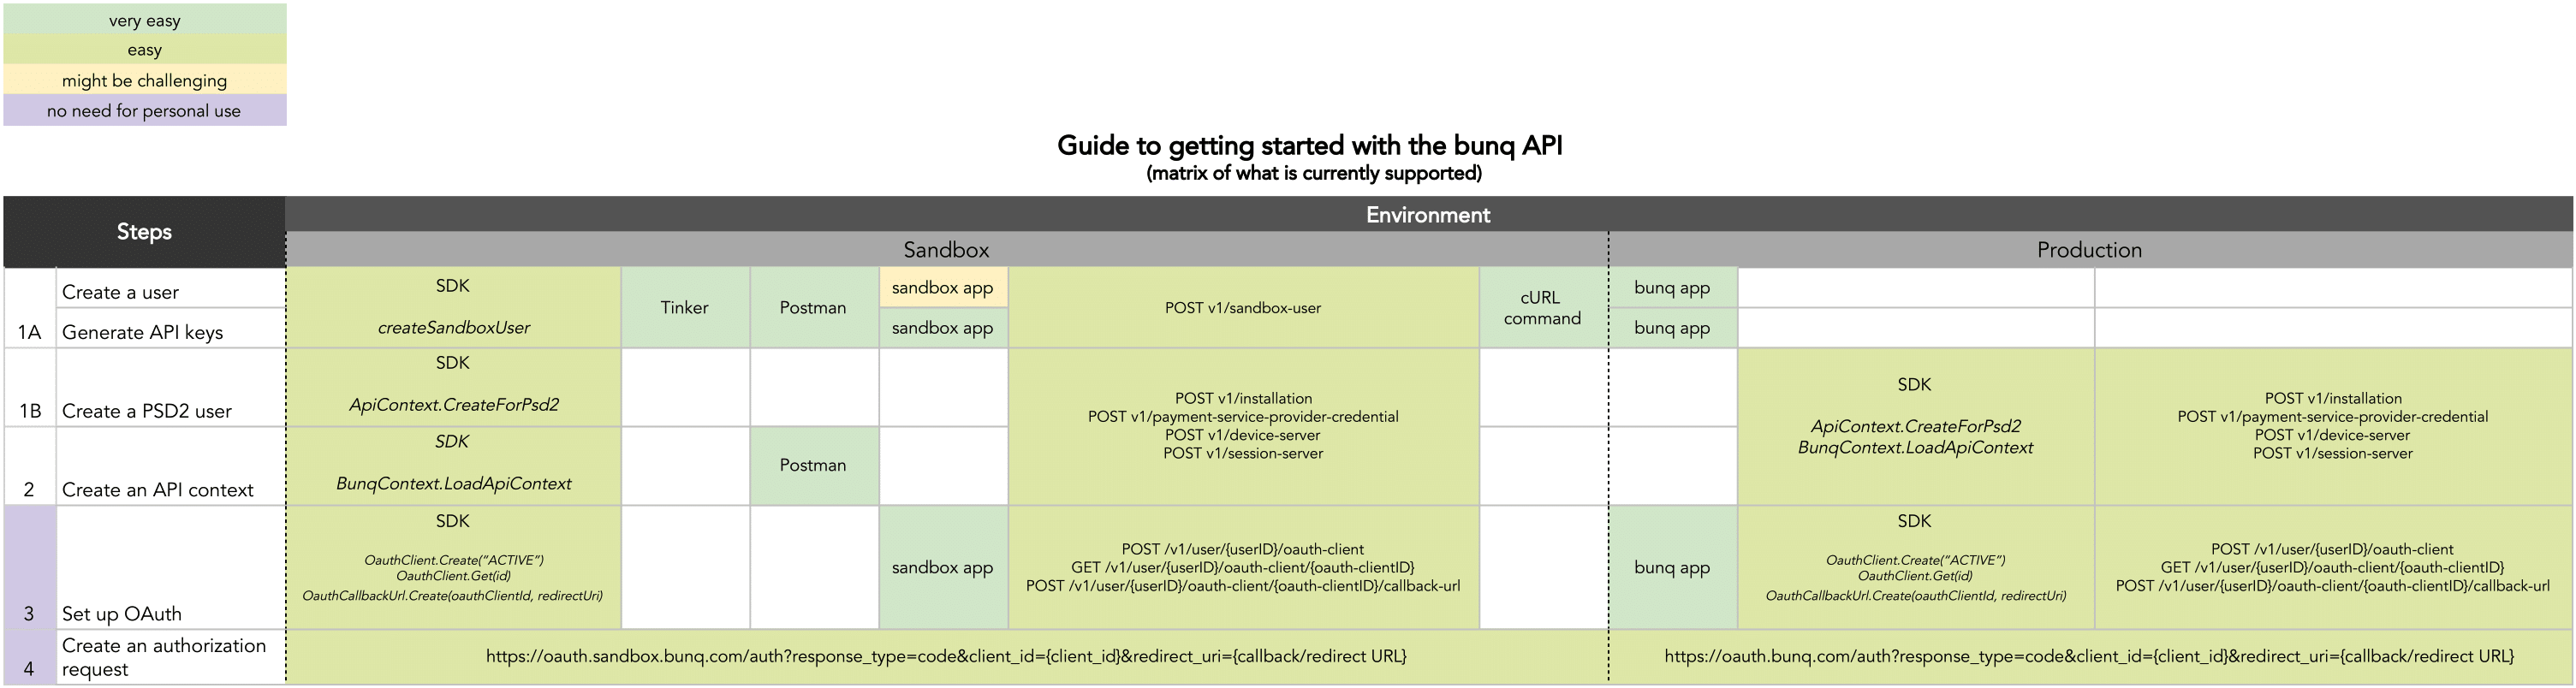 very easy
easy
might be challenging
no need for personal use
Guide to getting started with the bunq API
(matrix of what is currently supported)
Steps
Environment
Sandbox
Production
1A
Create a user
Generate API keys
SDK
createSandboxUser
Tinker
Postman
sandbox app
sandbox app
POST v1/sandbox-user
cURL
command
bunq app
bunq app
1B
Create a PSD2 user
SDK
ApiContext.CreateForPsd2
2
Create an API context
SDK
BunqContext.LoadApiContext
Postman
POST v1/installation
POST v1/payment-service-provider-credential
POST v1/device-server
POST v1/session-server
SDK
ApiContext.CreateForPsd2
BunqContext.LoadApiContext
POST v1/installation
POST v1/payment-service-provider-credential
POST v1/device-server
POST v1/session-server
3
Set up OAuth
SDK
OauthClient.Create(“ACTIVE”)
OauthClient.Get(id)
OauthCallbackUrl.Create(oauthClientId, redirectUri)
sandbox app
POST /v1/user/{userID}/oauth-client
GET /v1/user/{userID}/oauth-client/{oauth-clientID}
POST /v1/user/{userID}/oauth-client/{oauth-clientID}/callback-url
bunq app
SDK
OauthClient.Create(“ACTIVE”)
OauthClient.Get(id)
OauthCallbackUrl.Create(oauthClientId, redirectUri)
POST /v1/user/{userID}/oauth-client
GET /v1/user/{userID}/oauth-client/{oauth-clientID}
POST /v1/user/{userID}/oauth-client/{oauth-clientID}/callback-url
4
Create an authorization
request
https://oauth.sandbox.bunq.com/auth?response_type=code&client_id={client_id}&redirect_uri={callback/redirect URL}
https://oauth.bunq.com/auth?response_type=code&client_id={client_id}&redirect_uri={callback/redirect URL}